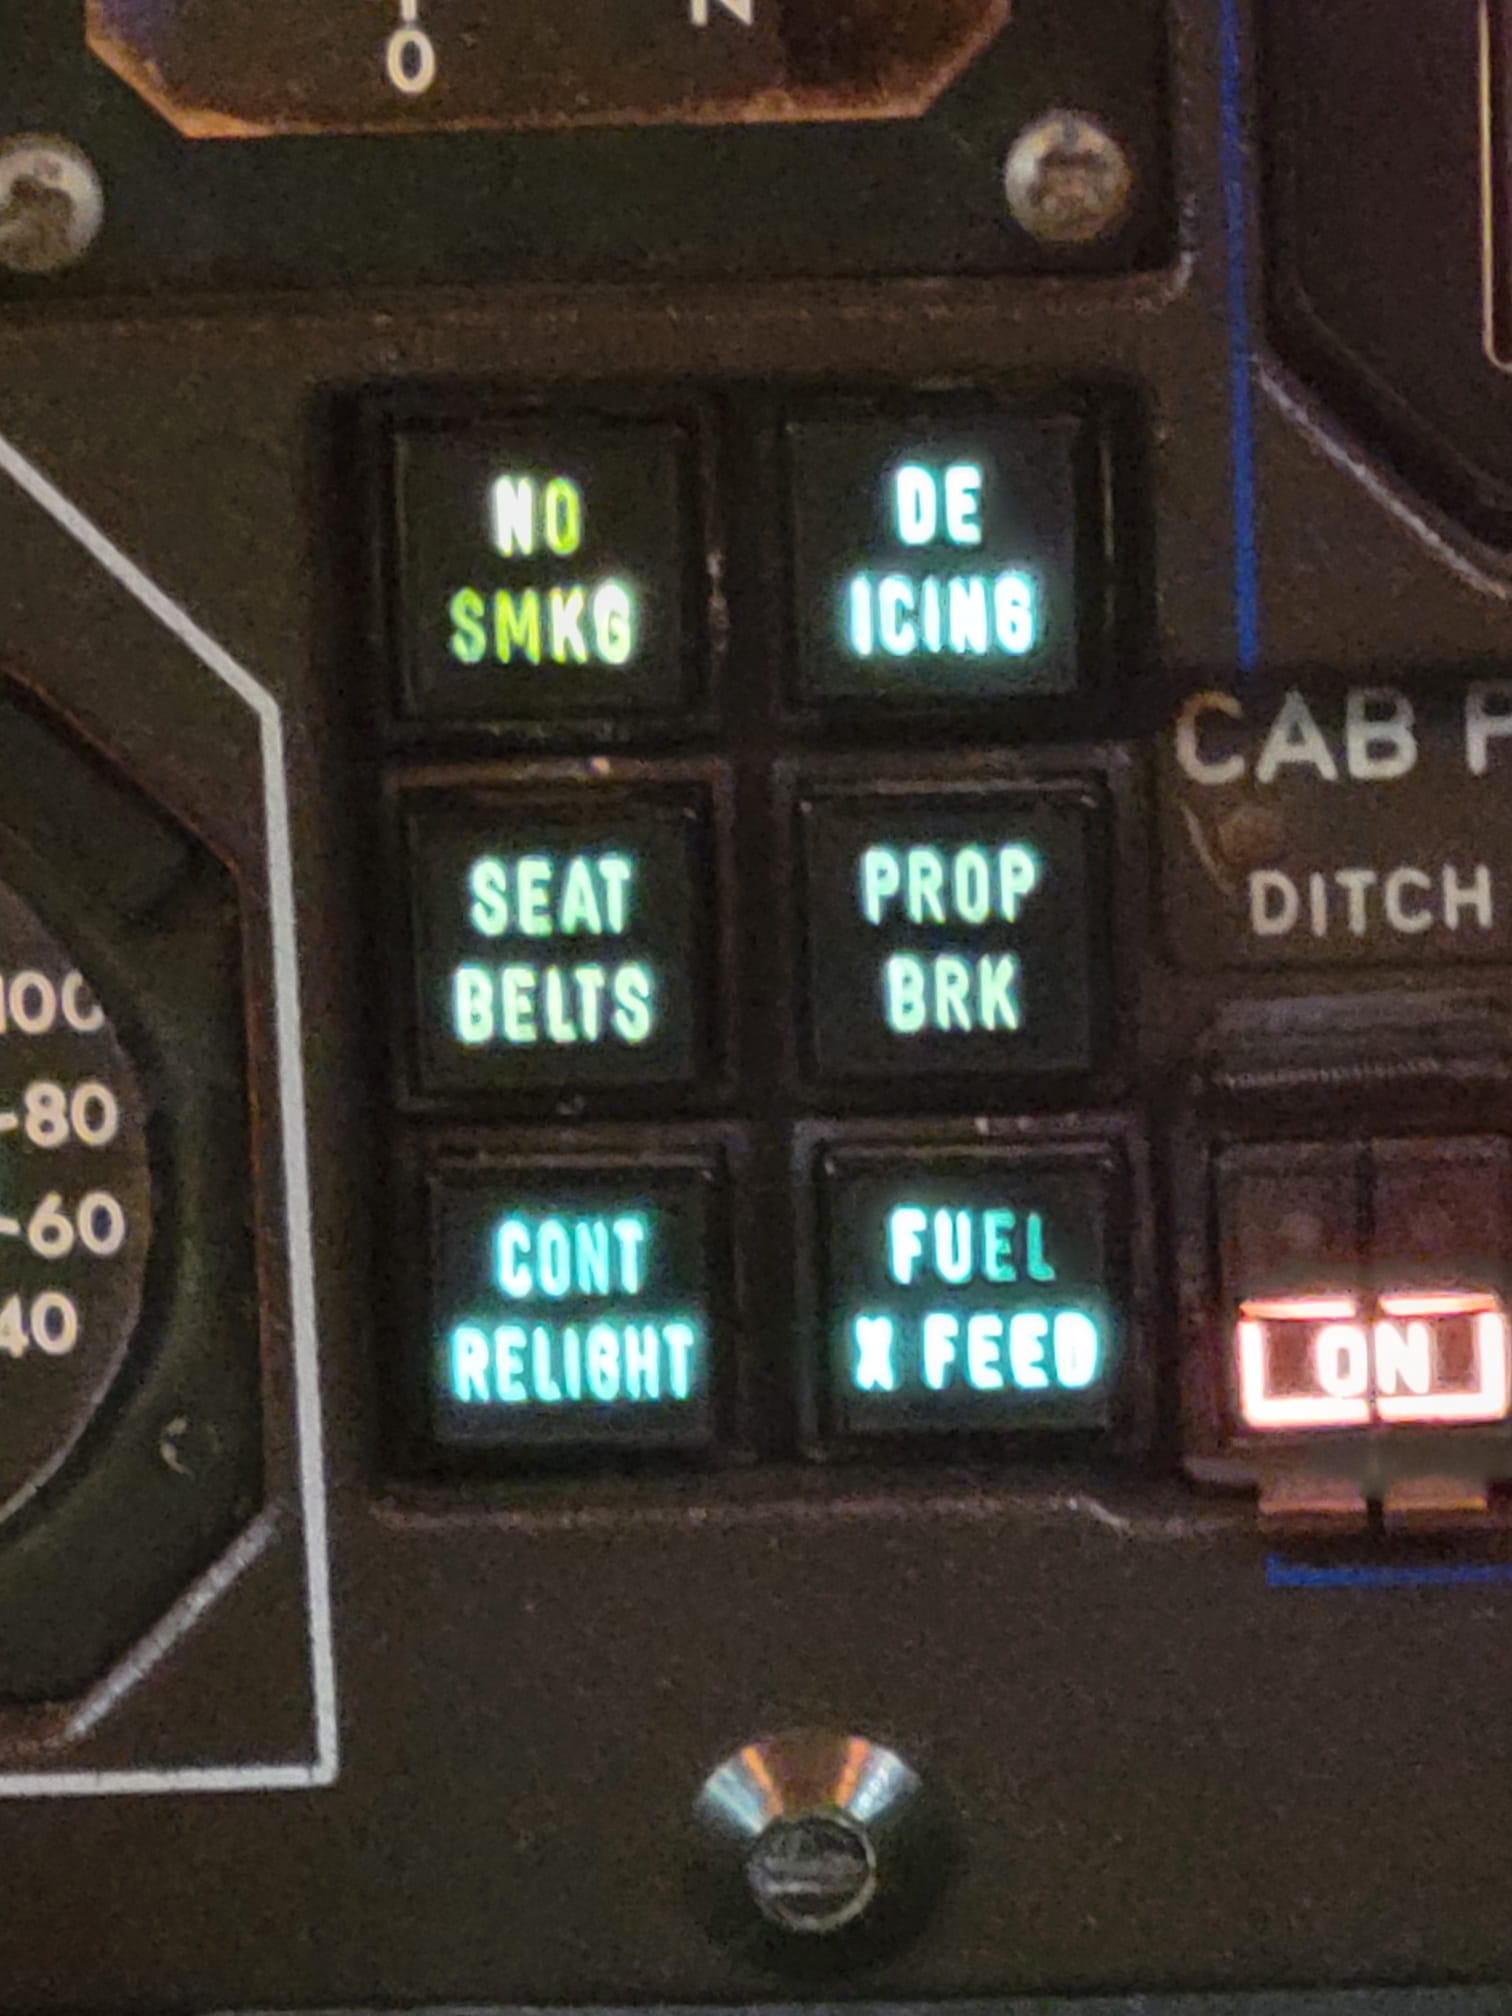 0
N
NO
SMKG
DE
ICING
SEAT
BELTS
PROP
BRK
CONT
RELIGHT
FUEL
X FEED
CAB
DITCH
ON
100
80
60
40